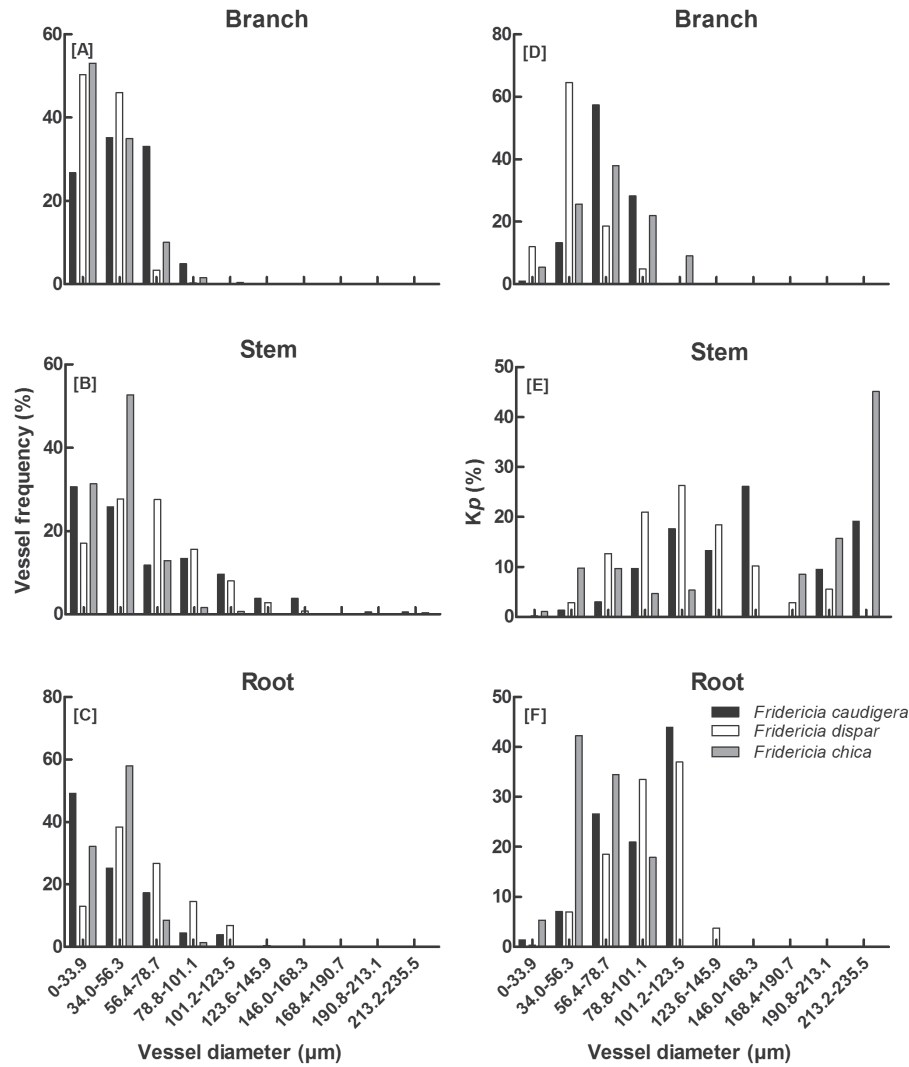 Branch
[A]
60
40
20
0
Branch
[D]
80
60
40
20
0
Stem
[B]
60
40
20
0
Vessel frequency (%)
Stem
[E]
50
40
30
20
10
0
Kp (%)
Root
[C]
80
60
40
20
0
0-33.9
34.0-56.3
56.4-78.7
78.8-101.1
101.2-123.5
123.6-145.9
146.0-168.3
168.4-190.7
190.8-213.1
213.2-235.5
Vessel diameter (µm)
Root
[F]
50
40
30
20
10
0
Fridericia caudigera
Fridericia dispar
Fridericia chica
0-33.9
34.0-56.3
56.4-78.7
78.8-101.1
101.2-123.5
123.6-145.9
146.0-168.3
168.4-190.7
190.8-213.1
213.2-235.5
Vessel diameter (µm)